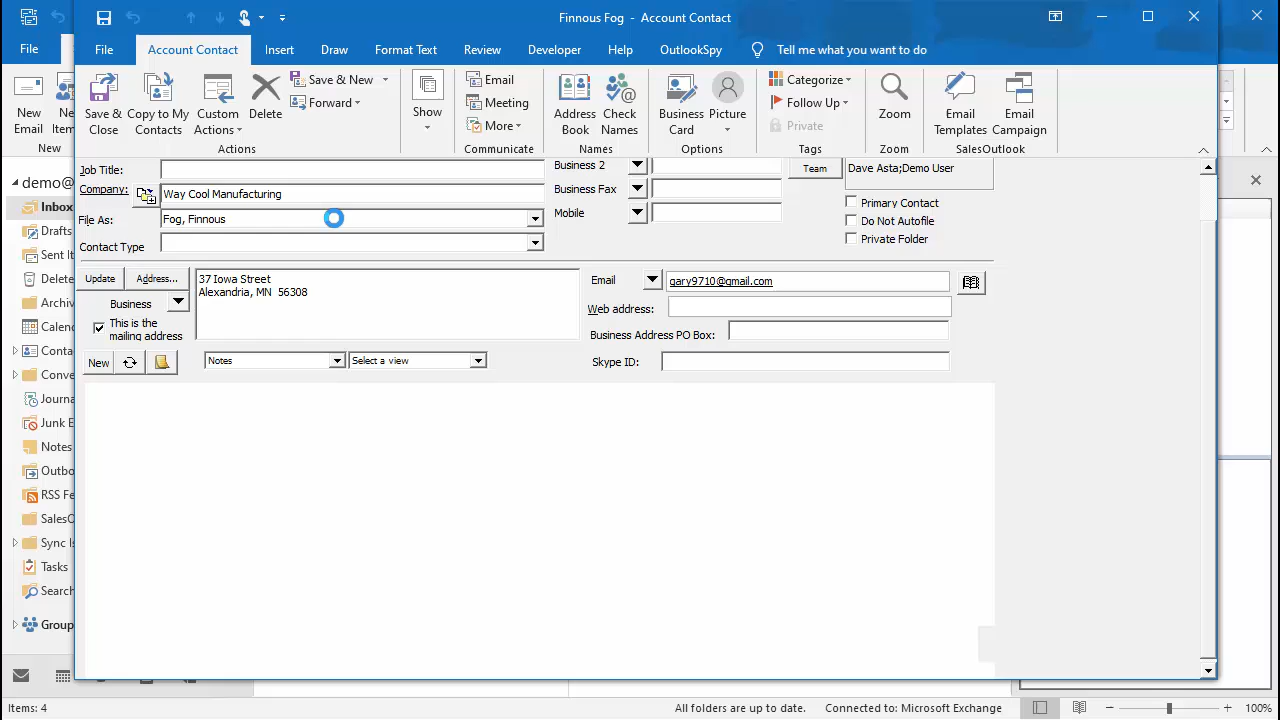 Finnous Fog - Account Contact
File
File Account Contact Insert Draw Format Text Review Developer Help OutlookSpy Tell me what you want to do
New Email
New
Save & Close
Copy to My Contacts
Custom Actions
Delete
Save & New
Forward
Actions
Show
Email
Meeting
More
Communicate
Address Book
Check Names
Names
Business Card
Picture
Options
Categorize
Follow Up
Private
Tags
Zoom
Zoom
Email Templates
Email Campaign
SalesOutlook
demo@
Inbox
Drafts
Sent It
Delete
Archiv
Calen
Conta
Conve
Journa
Junk E
Notes
Outbo
RSS Fe
SalesO
Sync Is
Tasks
Search
Group
Job Title:
Company: Way Cool Manufacturing
File As: Fog, Finnous
Contact Type
Business 2
Business Fax
Mobile
Team
Dave Asta;Demo User
Primary Contact
Do Not Autofile
Private Folder
Update Address...
Business
This is the mailing address
37 Iowa Street
Alexandria, MN 56308
Email gary9710@gmail.com
Web address:
Business Address PO Box:
Skype ID:
New
Notes Select a view
Items: 4 All folders are up to date. Connected to: Microsoft Exchange 100%